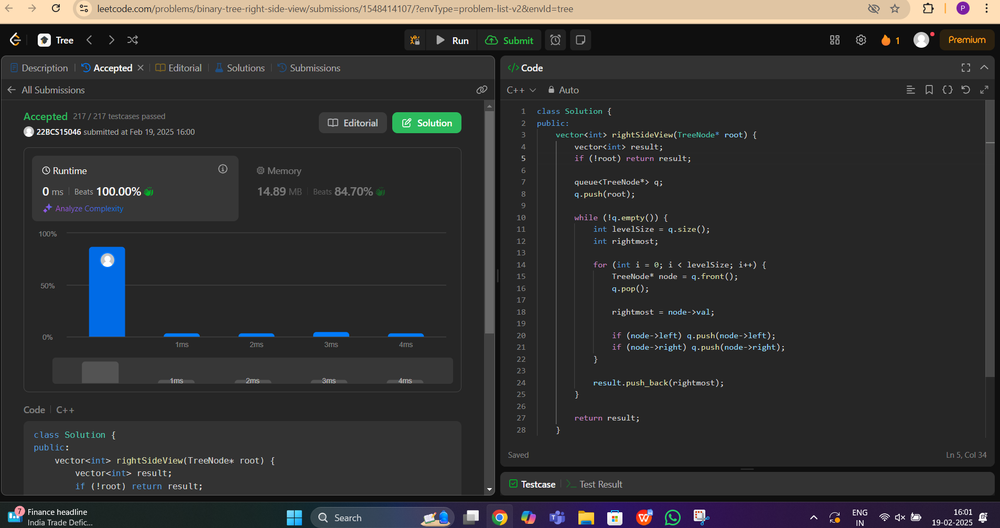 leetcode.com/problems/binary-tree-right-side-view/submissions/1548414107/?envType=problem-list-v2&envId=tree
P
Tree
Run
Submit
1
Premium
Description
Accepted
Editorial
Solutions
Submissions
All Submissions
Accepted 217 / 217 testcases passed
22BCS15046 submitted at Feb 19, 2025 16:00
Editorial
Solution
Runtime
0 ms Beats 100.00%
Analyze Complexity
Memory
14.89 MB Beats 84.70%
100%
50%
0%
1ms 2ms 3ms 4ms
1ms 2ms 3ms 4ms
Code C++
class Solution {
public:
vector<int> rightSideView(TreeNode* root) {
vector<int> result;
if (!root) return result;
</> Code
C++ Auto
1 class Solution {
2 public:
3 vector<int> rightSideView(TreeNode* root) {
4 vector<int> result;
5 if (!root) return result;
6
7 queue<TreeNode*> q;
8 q.push(root);
9
10 while (!q.empty()) {
11 int levelSize = q.size();
12 int rightmost;
13
14 for (int i = 0; i < levelSize; i++) {
15 TreeNode* node = q.front();
16 q.pop();
17
18 rightmost = node->val;
19
20 if (node->left) q.push(node->left);
21 if (node->right) q.push(node->right);
22 }
23
24 result.push_back(rightmost);
25 }
26
27 return result;
28 }
Saved
Ln 5, Col 34
Testcase
>_ Test Result
7
Finance headline
India Trade Defic...
Search
ENG
IN
16:01
19-02-2025